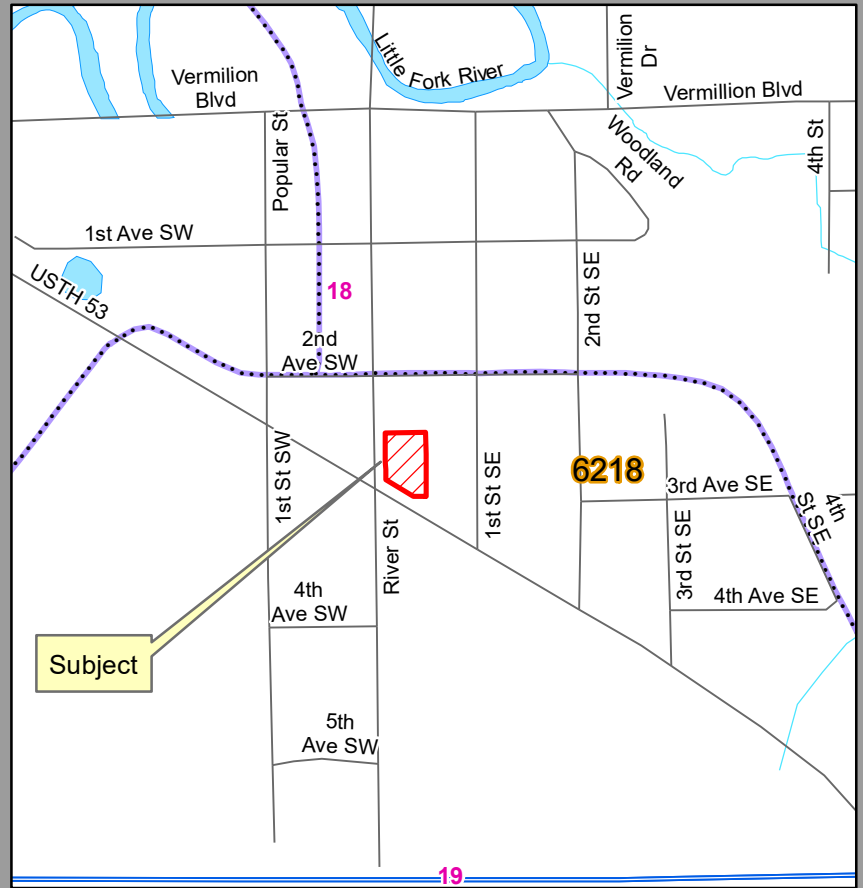 Little
Fork River
Vermilion
Dr
Vermilion
Blvd
Vermillion Blvd
Popular St
Woodland
Rd
4th St
1st Ave SW
USTH 53
18
2nd St SE
2nd
Ave SW
1st St SW
1st St SE
6218
3rd Ave SE
4th
St SE
River St
3rd St SE
4th
Ave SW
4th Ave SE
Subject
5th
Ave SW
19